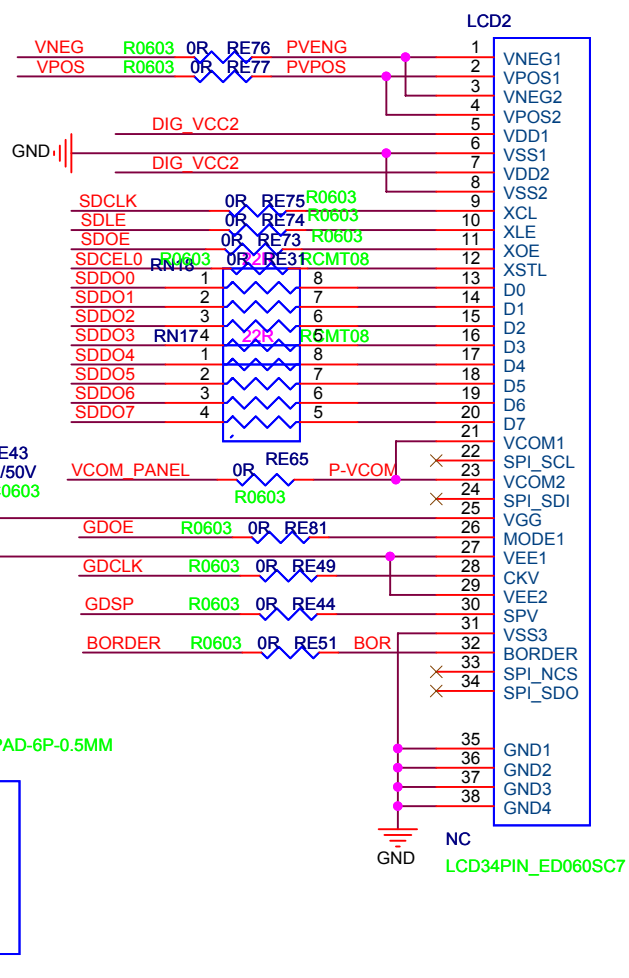 LCD2
VNEG R0603 0R RE76 PVENG 1 VNEG1
VPOS R0603 0R RE77 PVPOS 2 VPOS1
3 VNEG2
4 VPOS2
DIG_VCC2 5 VDD1
GND 6 VSS1
DIG_VCC2 7 VDD2
8 VSS2
SDCLK 0R RE75 R0603 9 XCL
SDLE 0R RE74 R0603 10 XLE
SDOE 0R RE73 R0603 11 XOE
SDCEL0 RN18 R0603 0R 22R RE31 RCMT08 12 XSTL
SDDO0 1 8 13 D0
SDDO1 2 7 14 D1
SDDO2 3 6 15 D2
SDDO3 RN17 4 22R 5 RCMT08 16 D3
SDDO4 1 8 17 D4
SDDO5 2 7 18 D5
SDDO6 3 6 19 D6
SDDO7 4 5 20 D7
21 VCOM1
E43
22 SPI_SCL
/50V VCOM_PANEL 0R RE65 P-VCOM 23 VCOM2
0603 R0603 24 SPI_SDI
25 VGG
GDOE R0603 0R RE81 26 MODE1
27 VEE1
GDCLK R0603 0R RE49 28 CKV
29 VEE2
GDSP R0603 0R RE44 30 SPV
31 VSS3
BORDER R0603 0R RE51 BOR 32 BORDER
33 SPI_NCS
34 SPI_SDO
PAD-6P-0.5MM 35 GND1
36 GND2
37 GND3
38 GND4
GND
NC
LCD34PIN_ED060SC7